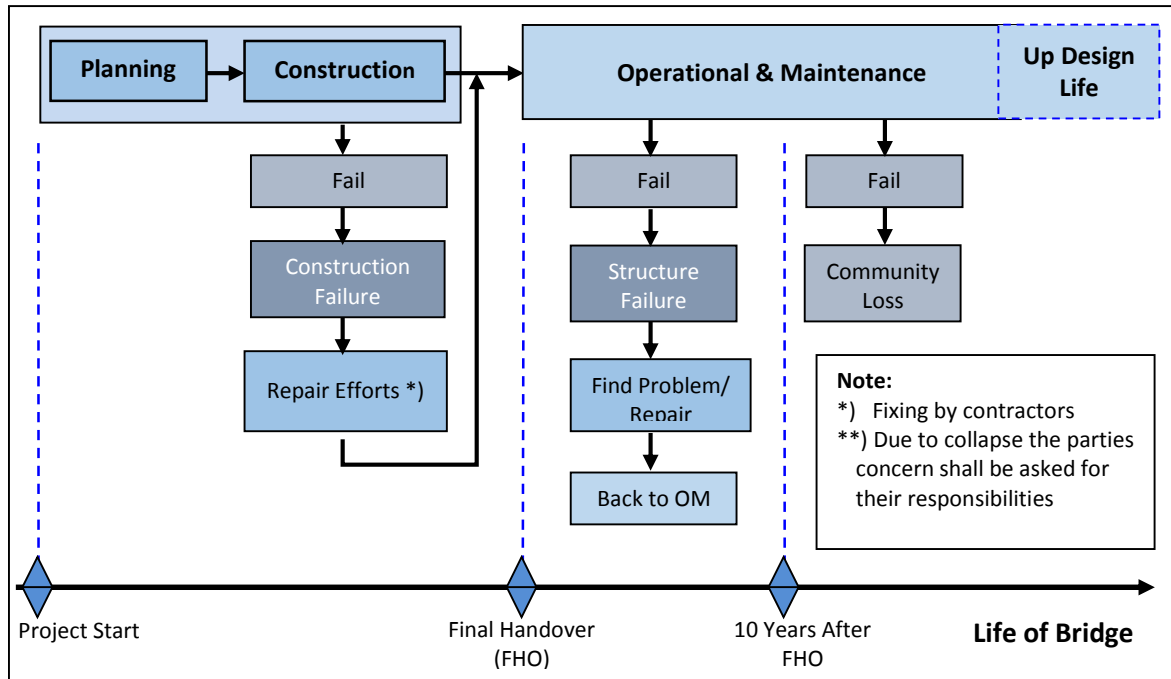 Planning
Construction
Operational & Maintenance
Up Design
Life
Fail
Construction
Failure
Repair Efforts *)
Fail
Structure
Failure
Find Problem/
Repair
Back to OM
Fail
Community
Loss
Note:
*) Fixing by contractors
**) Due to collapse the parties
concern shall be asked for
their responsibilities
Project Start
Final Handover
(FHO)
10 Years After
FHO
Life of Bridge